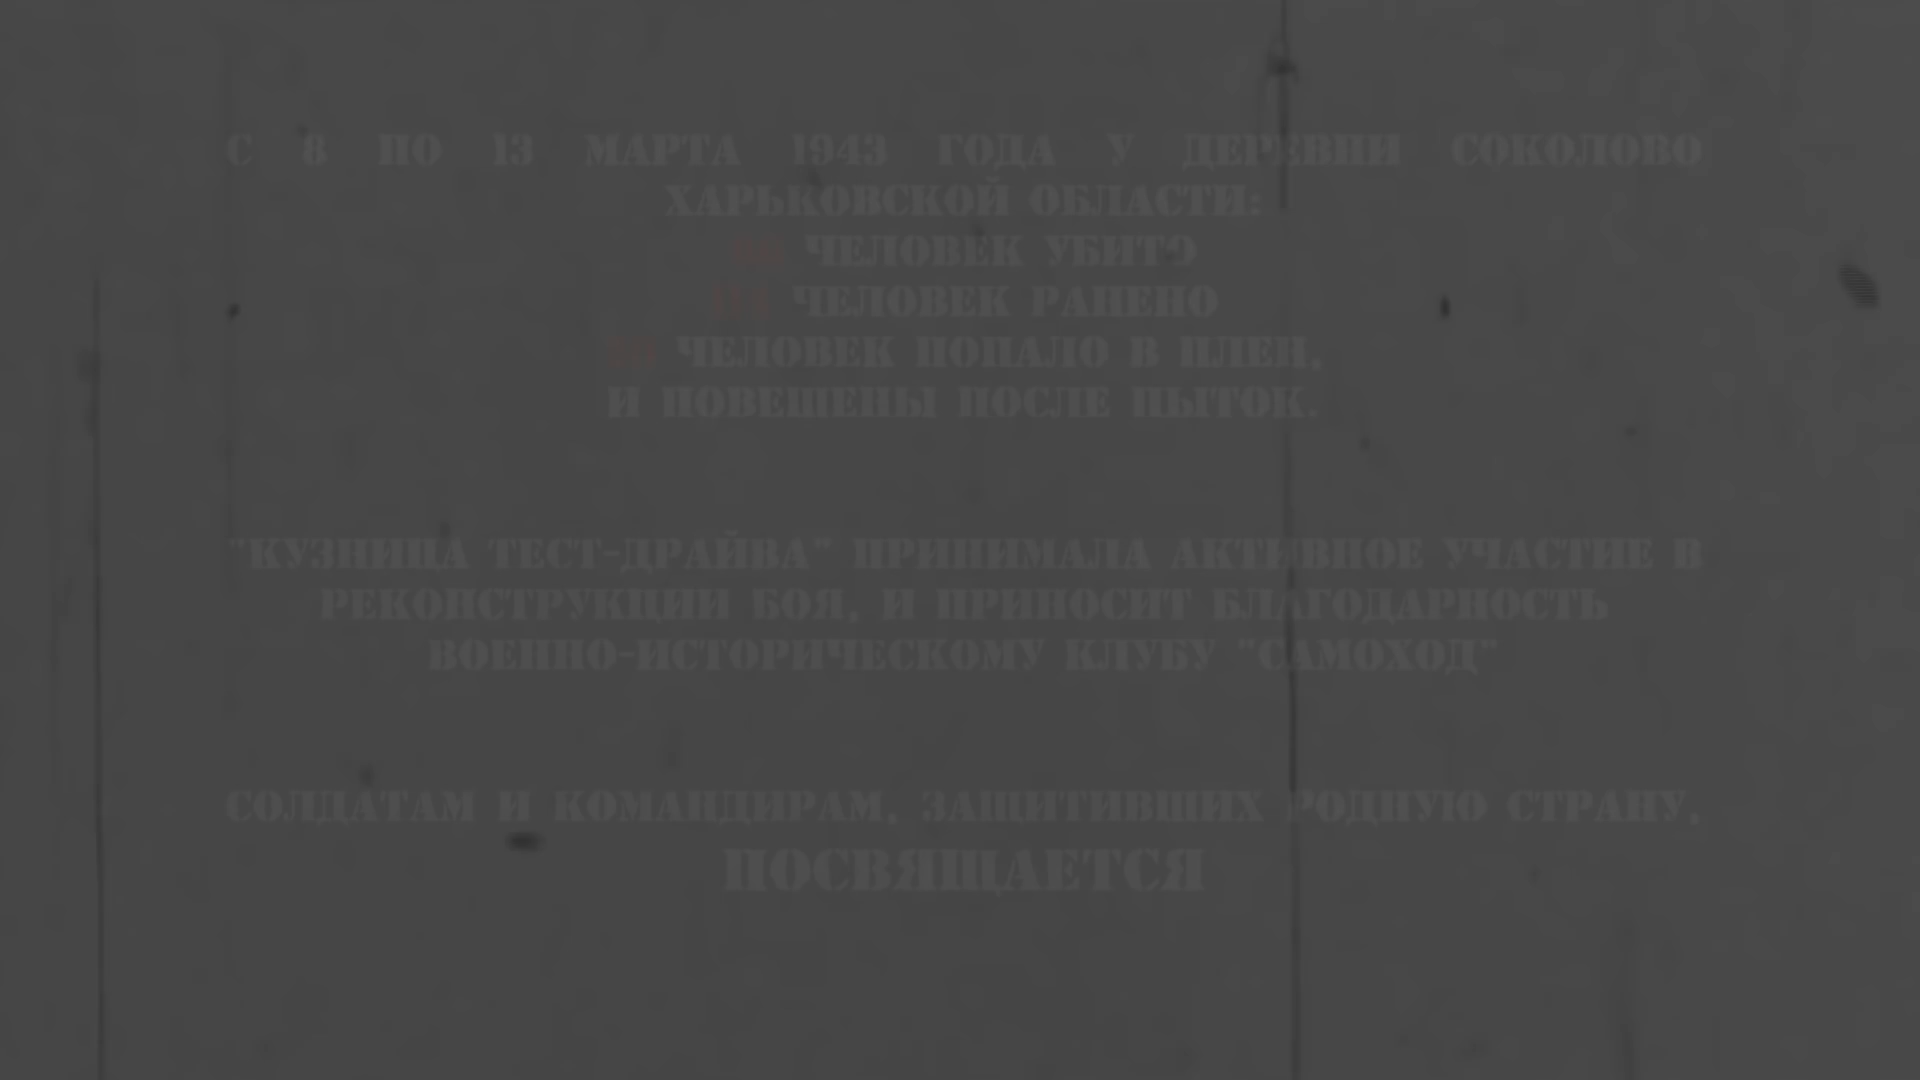 С 8 ПО 13 МАРТА 1943 ГОДА У ДЕРЕВНИ СОКОЛОВО
ХАРЬКОВСКОЙ ОБЛАСТИ:
ЧЕЛОВЕК УБИТО
ЧЕЛОВЕК РАНЕНО
ЧЕЛОВЕК ПОПАЛО В ПЛЕН,
И ПОВЕШЕНЫ ПОСЛЕ ПЫТОК.
"КУЗНИЦА ТЕСТ-ДРАЙВА" ПРИНИМАЛА АКТИВНОЕ УЧАСТИЕ В
РЕКОНСТРУКЦИИ БОЯ, И ПРИНОСИТ БЛАГОДАРНОСТЬ
ВОЕННО-ИСТОРИЧЕСКОМУ КЛУБУ "САМОХОД"
СОЛДАТАМ И КОМАНДИРАМ, ЗАЩИТИВШИХ РОДНУЮ СТРАНУ,
ПОСВЯЩАЕТСЯ